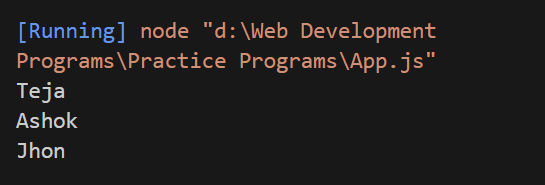 [Running] node "d:\Web Development
Programs\Practice Programs\App.js"
Teja
Ashok
Jhon